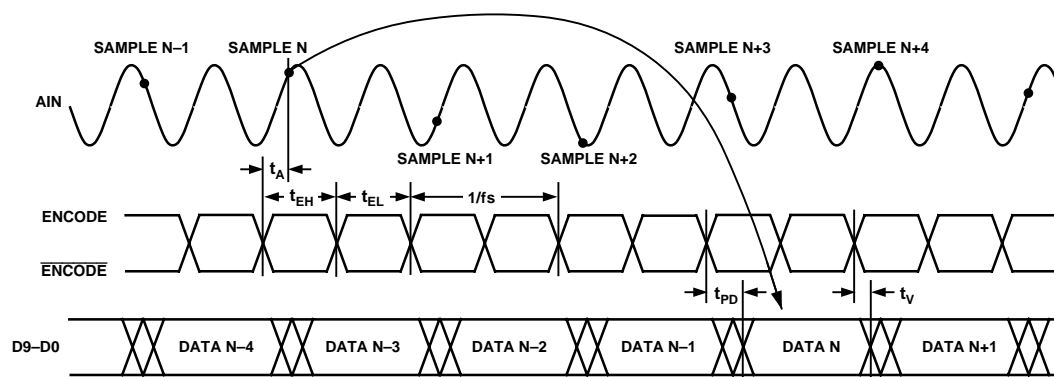 SAMPLE N–1
SAMPLE N
SAMPLE N+3
SAMPLE N+4
AIN
SAMPLE N+1
SAMPLE N+2
tA
tEH
tEL
1/fs
ENCODE
ENCODE
tPD
tV
D9–D0
DATA N–4
DATA N–3
DATA N–2
DATA N–1
DATA N
DATA N+1